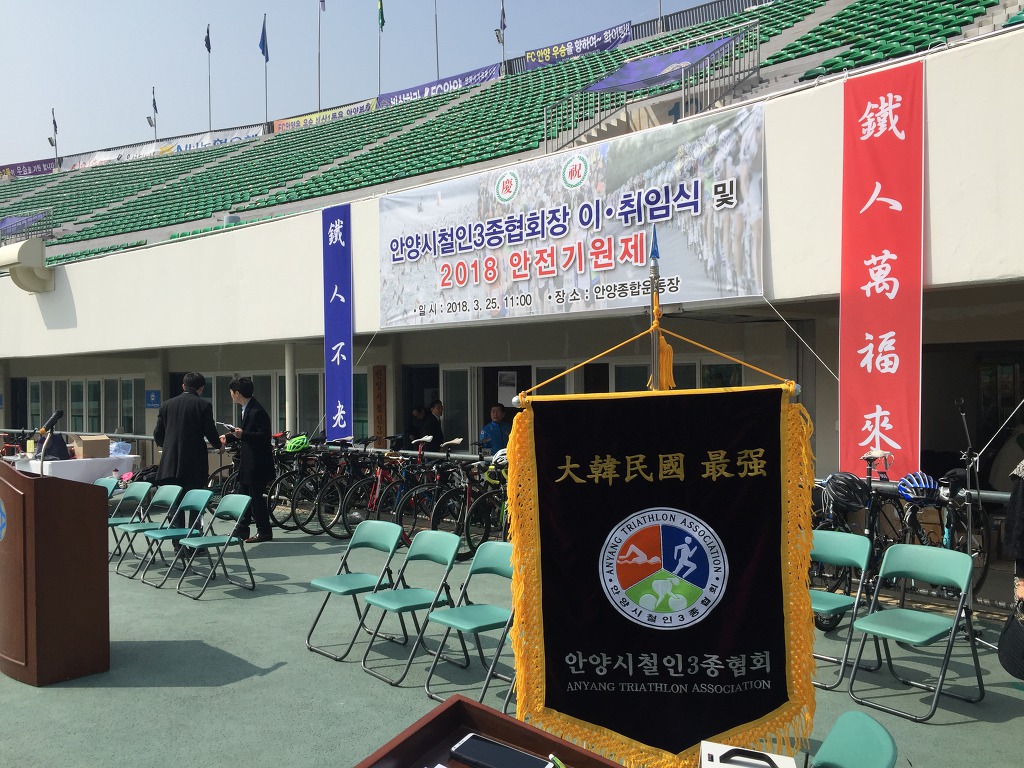 FC안양 우승을 향하여~ 화이팅!!
慶 祝
안양시철인3종협회장 이·취임식 및
2018 안전기원제
·일 시 : 2018. 3. 25. 11:00 ·장 소 : 안양종합운동장
鐵人不老
鐵人萬福来
大韓民國 最强
ANYANG TRIATHLON ASSOCIATION
안양시철인3종협회
안양시철인3종협회
ANYANG TRIATHLON ASSOCIATION